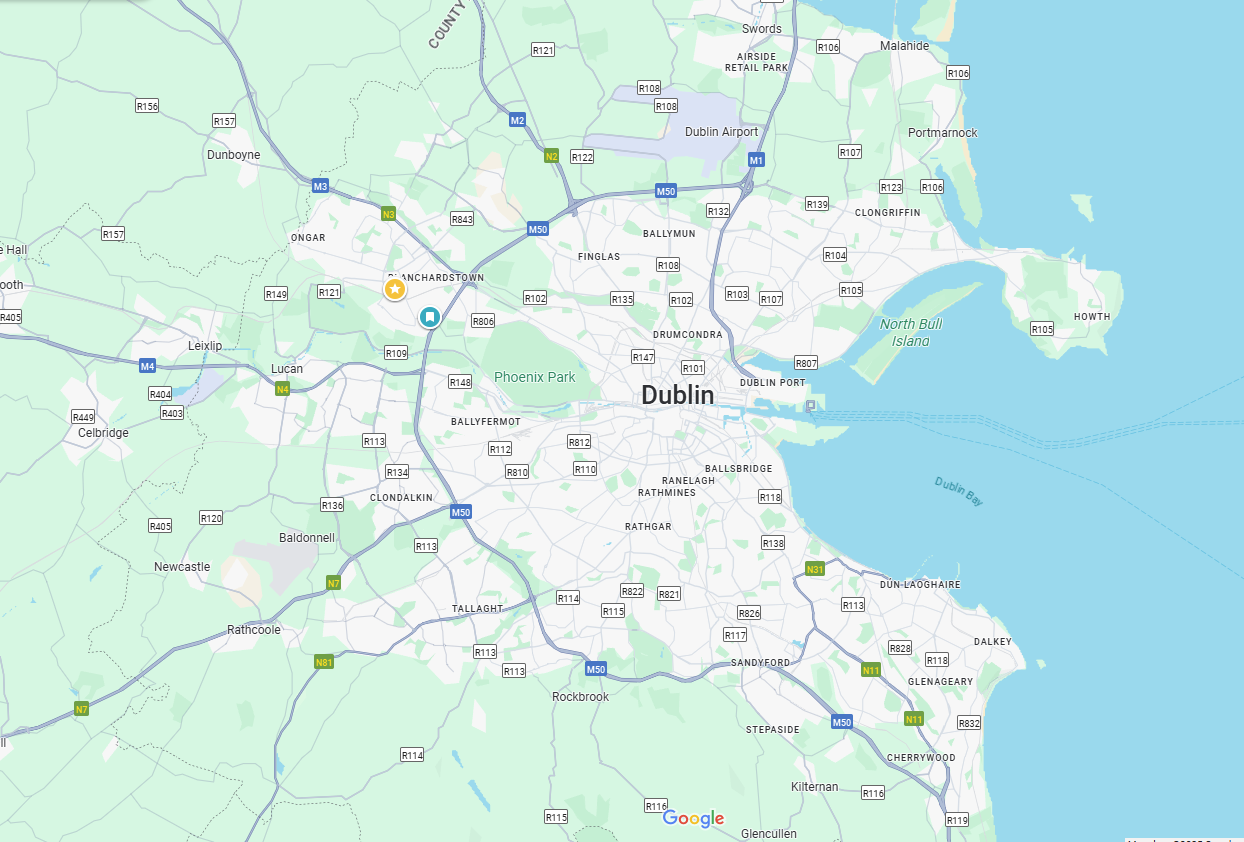 COUNTY
Swords
R106
Malahide
R121
AIRSIDE
RETAIL PARK
R106
R108
R108
R156
R157
M2
Dublin Airport
Portmarnock
Dunboyne
N2
R122
M1
R107
M3
M50
R123
R106
N3
R843
R132
R139
CLONGRIFFIN
R157
M50
BALLYMUN
ONGAR
Hall
FINGLAS
R108
R104
BLANCHARDSTOWN
ooth
R149
R121
R102
R135
R102
R103
R107
R105
R405
R806
North Bull
Island
HOWTH
R105
DRUMCONDRA
Leixlip
R109
R147
R101
R807
M4
Lucan
N4
R148
Phoenix Park
DUBLIN PORT
R404
R403
Dublin
R449
Celbridge
BALLYFERMOT
R113
R112
R812
R134
R810
R110
BALLSBRIDGE
RANELAGH
RATHMINES
CLONDALKIN
R118
Dublin Bay
R136
M50
R405
R120
RATHGAR
Baldonnell
R113
R138
Newcastle
N7
N31
DUN LAOGHAIRE
R114
R822
R821
TALLAGHT
R115
R826
R113
Rathcoole
R117
R828
DALKEY
N81
R113
R113
M50
SANDYFORD
N11
R118
GLENAGEARY
Rockbrook
N7
M50
N11
R832
STEPASIDE
R114
CHERRYWOOD
Kilternan
R116
R115
R116
Google
R119
Glencullen